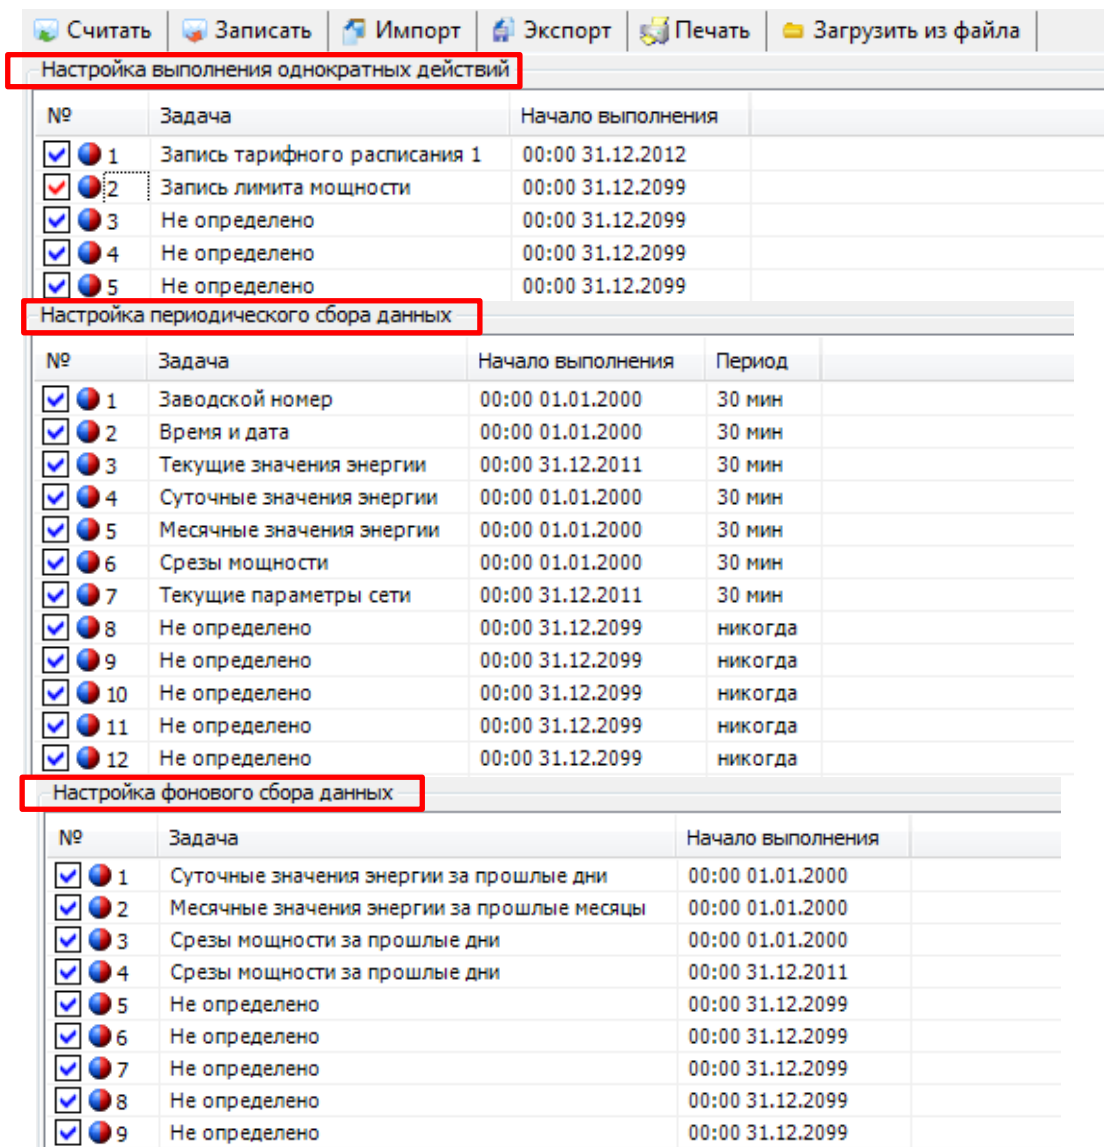 Считать Записать Импорт Экспорт Печать Загрузить из файла
Настройка выполнения однократных действий
№ Задача Начало выполнения
1 Запись тарифного расписания 1 00:00 31.12.2012
2 Запись лимита мощности 00:00 31.12.2099
3 Не определено 00:00 31.12.2099
4 Не определено 00:00 31.12.2099
5 Не определено 00:00 31.12.2099
Настройка периодического сбора данных
№ Задача Начало выполнения Период
1 Заводской номер 00:00 01.01.2000 30 мин
2 Время и дата 00:00 01.01.2000 30 мин
3 Текущие значения энергии 00:00 31.12.2011 30 мин
4 Суточные значения энергии 00:00 01.01.2000 30 мин
5 Месячные значения энергии 00:00 01.01.2000 30 мин
6 Срезы мощности 00:00 01.01.2000 30 мин
7 Текущие параметры сети 00:00 31.12.2011 30 мин
8 Не определено 00:00 31.12.2099 никогда
9 Не определено 00:00 31.12.2099 никогда
10 Не определено 00:00 31.12.2099 никогда
11 Не определено 00:00 31.12.2099 никогда
12 Не определено 00:00 31.12.2099 никогда
Настройка фонового сбора данных
№ Задача Начало выполнения
1 Суточные значения энергии за прошлые дни 00:00 01.01.2000
2 Месячные значения энергии за прошлые месяцы 00:00 01.01.2000
3 Срезы мощности за прошлые дни 00:00 01.01.2000
4 Срезы мощности за прошлые дни 00:00 31.12.2011
5 Не определено 00:00 31.12.2099
6 Не определено 00:00 31.12.2099
7 Не определено 00:00 31.12.2099
8 Не определено 00:00 31.12.2099
9 Не определено 00:00 31.12.2099